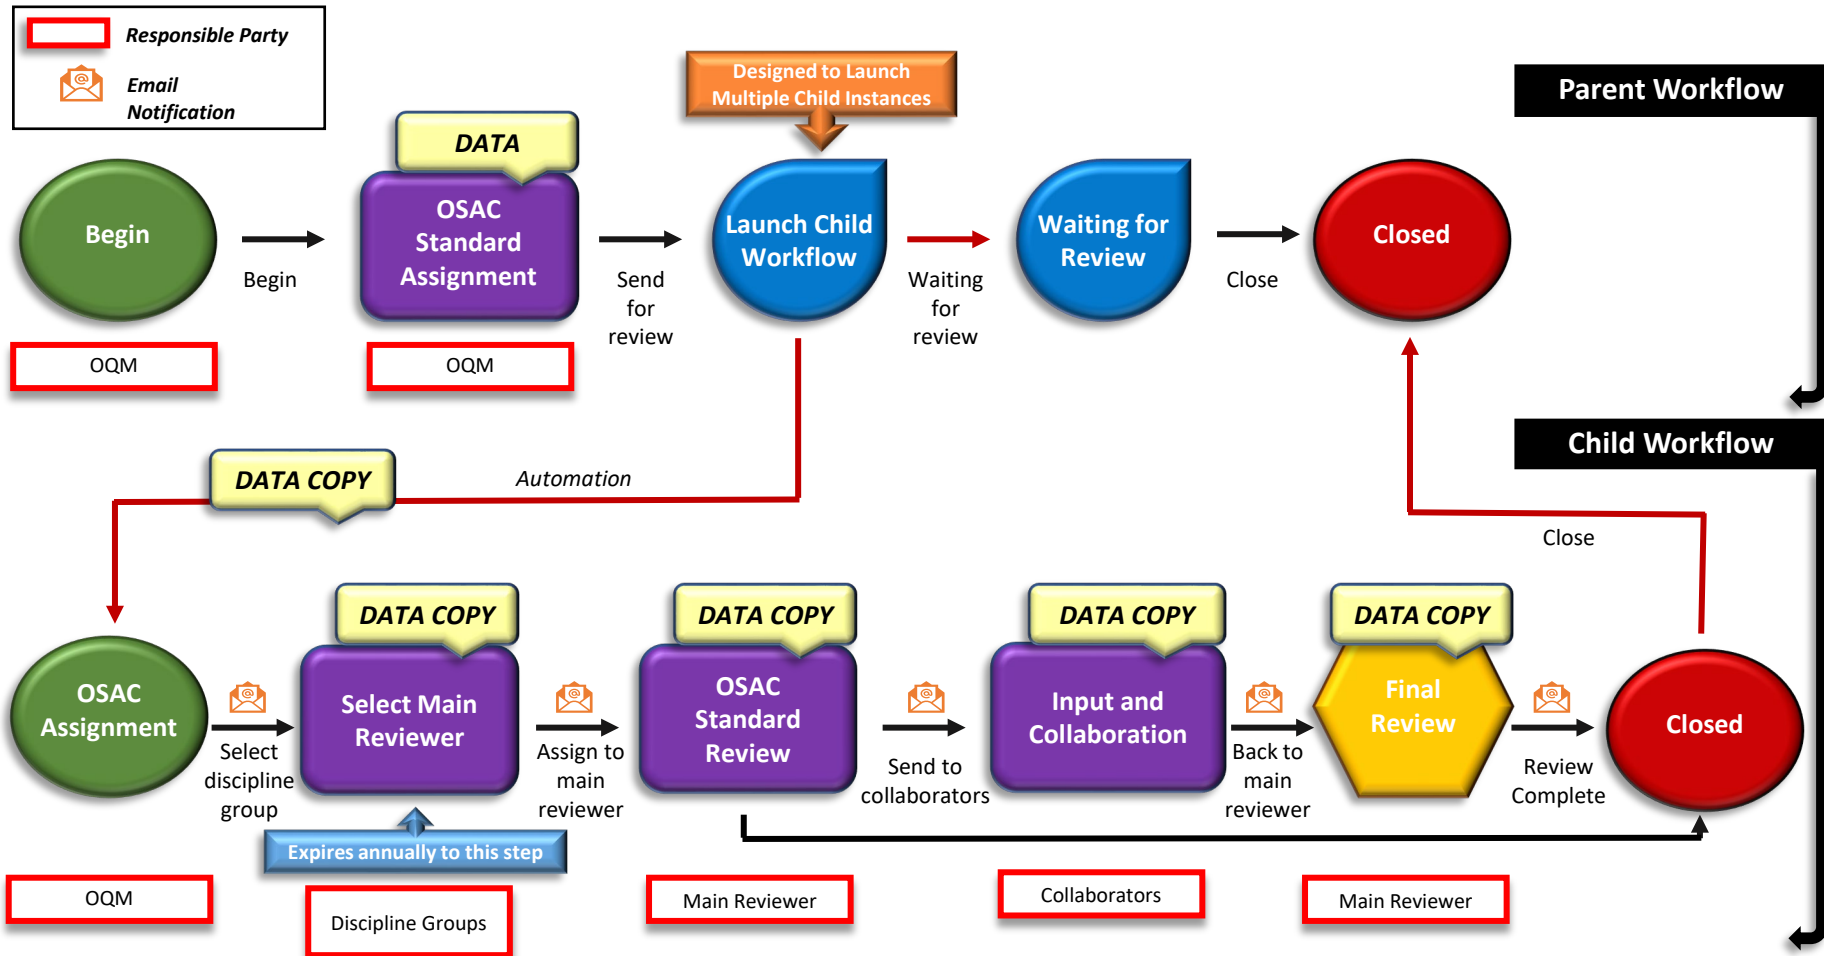 Responsible Party
Email
Notification
Designed to Launch
Multiple Child Instances
Parent Workflow
DATA
Begin
OSAC
Standard
Assignment
Launch Child
Workflow
Waiting for
Review
Closed
Begin
Send
for
review
Waiting
for
review
Close
OQM
OQM
Child Workflow
DATA COPY
Automation
Close
DATA COPY
DATA COPY
DATA COPY
DATA COPY
OSAC
Assignment
Select Main
Reviewer
OSAC
Standard
Review
Input and
Collaboration
Final
Review
Closed
Select
discipline
group
Assign to
main
reviewer
Send to
collaborators
Back to
main
reviewer
Review
Complete
Expires annually to this step
OQM
Discipline Groups
Main Reviewer
Collaborators
Main Reviewer